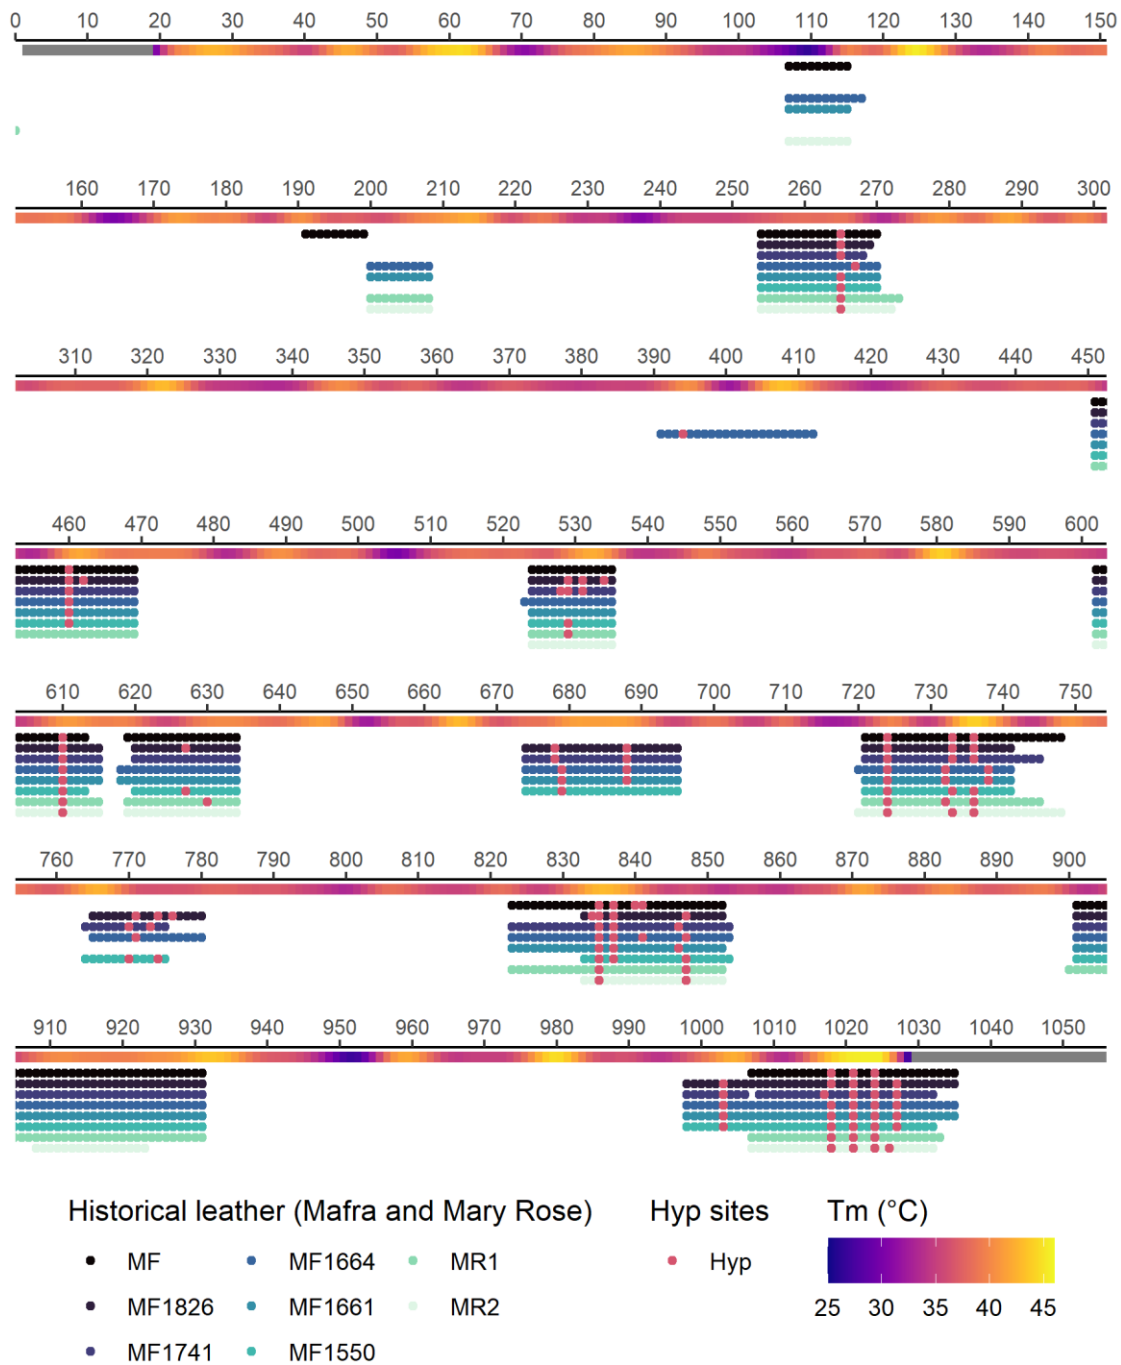 0 10 20 30 40 50 60 70 80 90 100 110 120 130 140 150
160 170 180 190 200 210 220 230 240 250 260 270 280 290 300
310 320 330 340 350 360 370 380 390 400 410 420 430 440 450
460 470 480 490 500 510 520 530 540 550 560 570 580 590 600
610 620 630 640 650 660 670 680 690 700 710 720 730 740 750
760 770 780 790 800 810 820 830 840 850 860 870 880 890 900
910 920 930 940 950 960 970 980 990 1000 1010 1020 1030 1040 1050
Historical leather (Mafra and Mary Rose) Hyp sites Tm (°C)
MF MF1664 MR1 Hyp
MF1826 MF1661 MR2 25 30 35 40 45
MF1741 MF1550